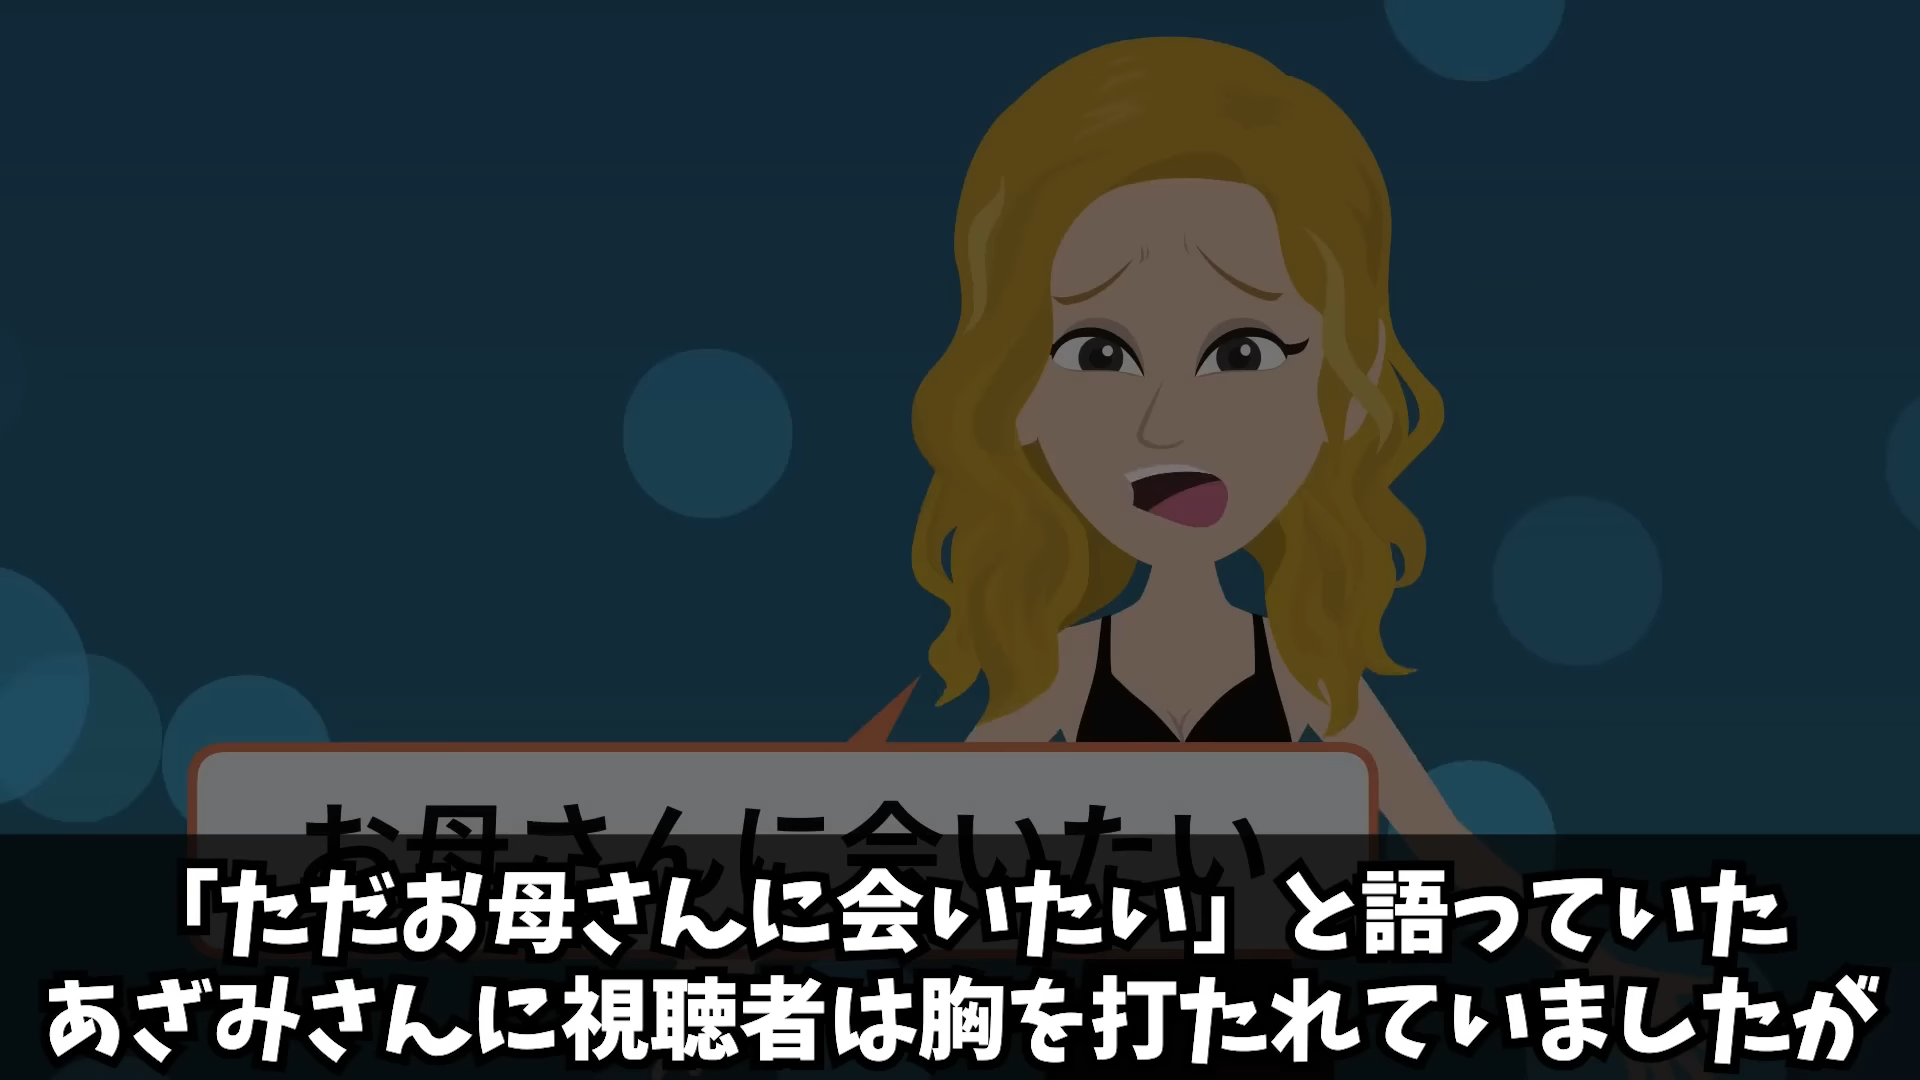 お母さんに会いたい
「ただお母さんに会いたい」と語っていた
あざみさんに視聴者は胸を打たれていましたが